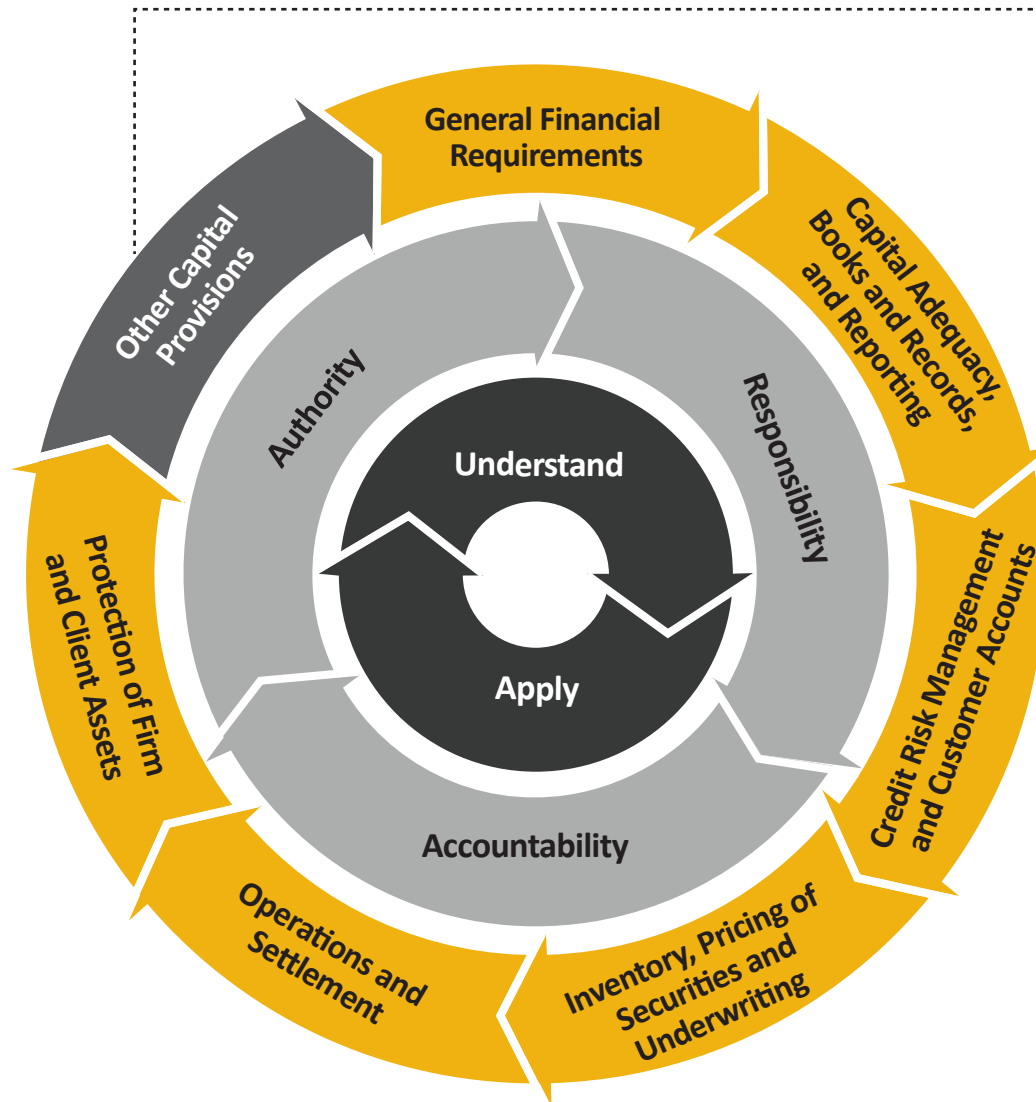 General Financial
Requirements
Capital Adequacy,
Books and Records,
and Reporting
Credit Risk Management
and Customer Accounts
Inventory, Pricing of
Securities and
Underwriting
Operations and
Settlement
Protection of Firm
and Client Assets
Other Capital
Provisions
Authority
Responsibility
Accountability
Understand
Apply